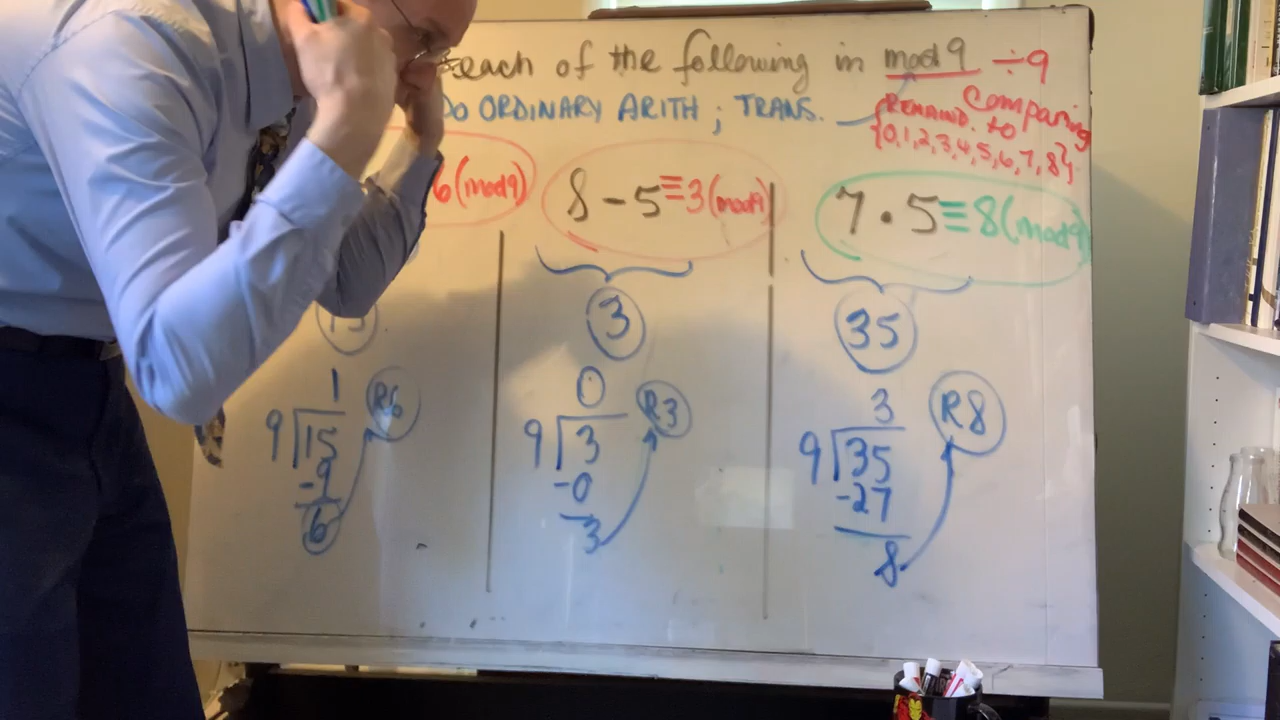 each of the following in mod 9 ÷9
DO ORDINARY ARITH ; TRANS.
Comparing
REMAIND. to
{0,1,2,3,4,5,6,7,8}
6 (mod 9)
8 - 5 ≡ 3 (mod 9)
7 · 5 ≡ 8 (mod 9)
15
3
35
1 R6
9 15
-9
6
0 R3
9 3
-0
3
3 R8
9 35
-27
8